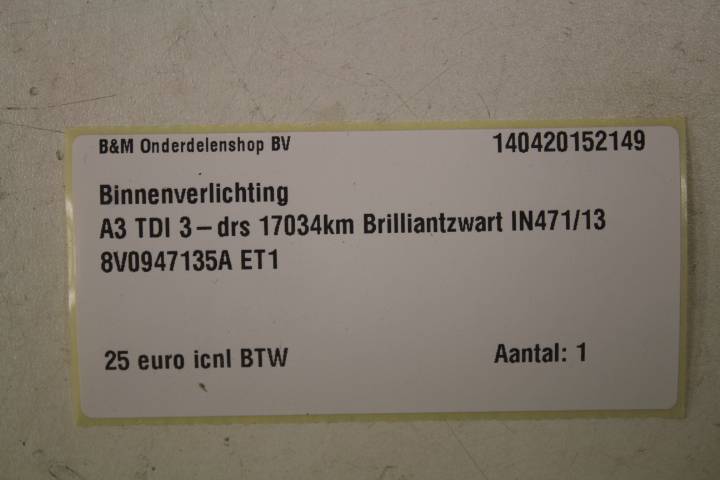 B&M Onderdelenshop BV 140420152149
Binnenverlichting
A3 TDI 3-drs 17034km Brilliantzwart IN471/13
8V0947135A ET1
25 euro icnl BTW Aantal: 1